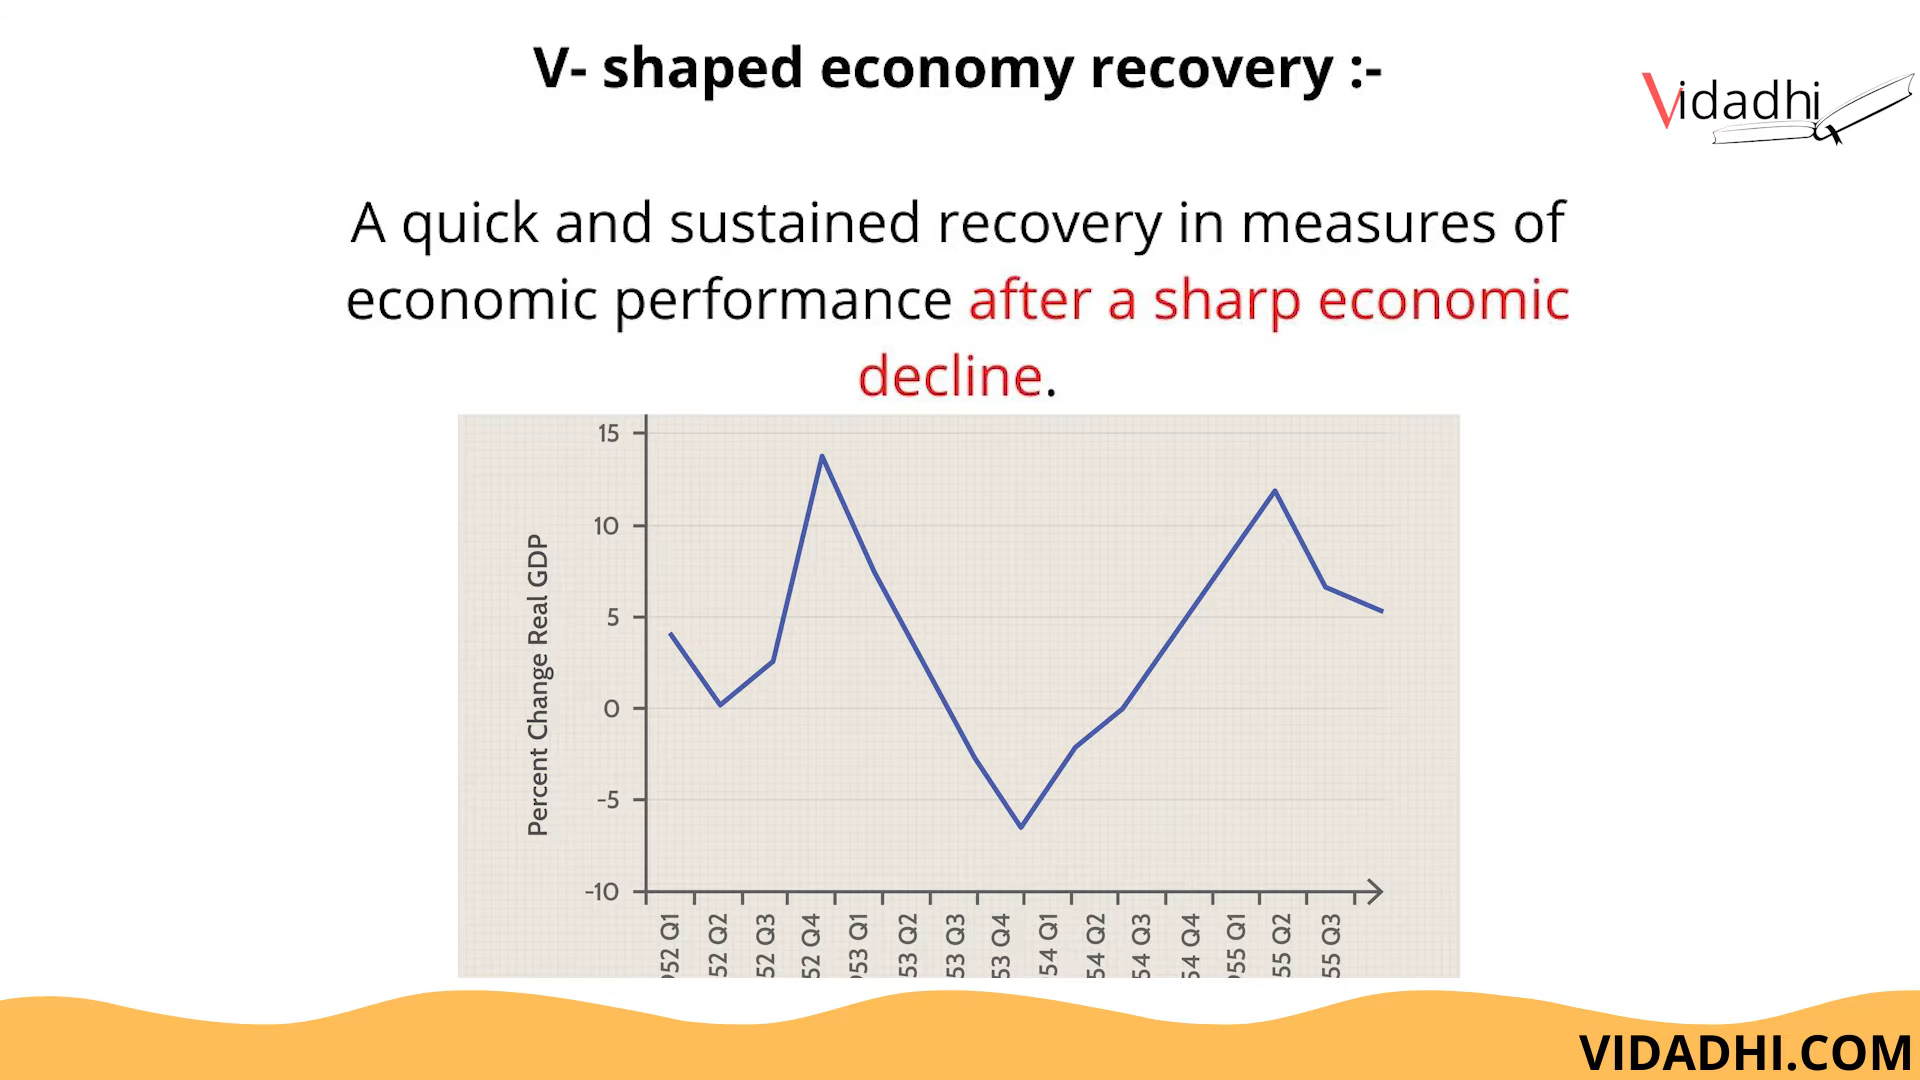 V- shaped economy recovery :-
Vidadhi
A quick and sustained recovery in measures of
economic performance after a sharp economic
decline.
15
10
5
0
-5
-10
Percent Change Real GDP
52 Q1
52 Q2
52 Q3
52 Q4
53 Q1
53 Q2
53 Q3
53 Q4
54 Q1
54 Q2
54 Q3
54 Q4
55 Q1
55 Q2
55 Q3
VIDADHI.COM